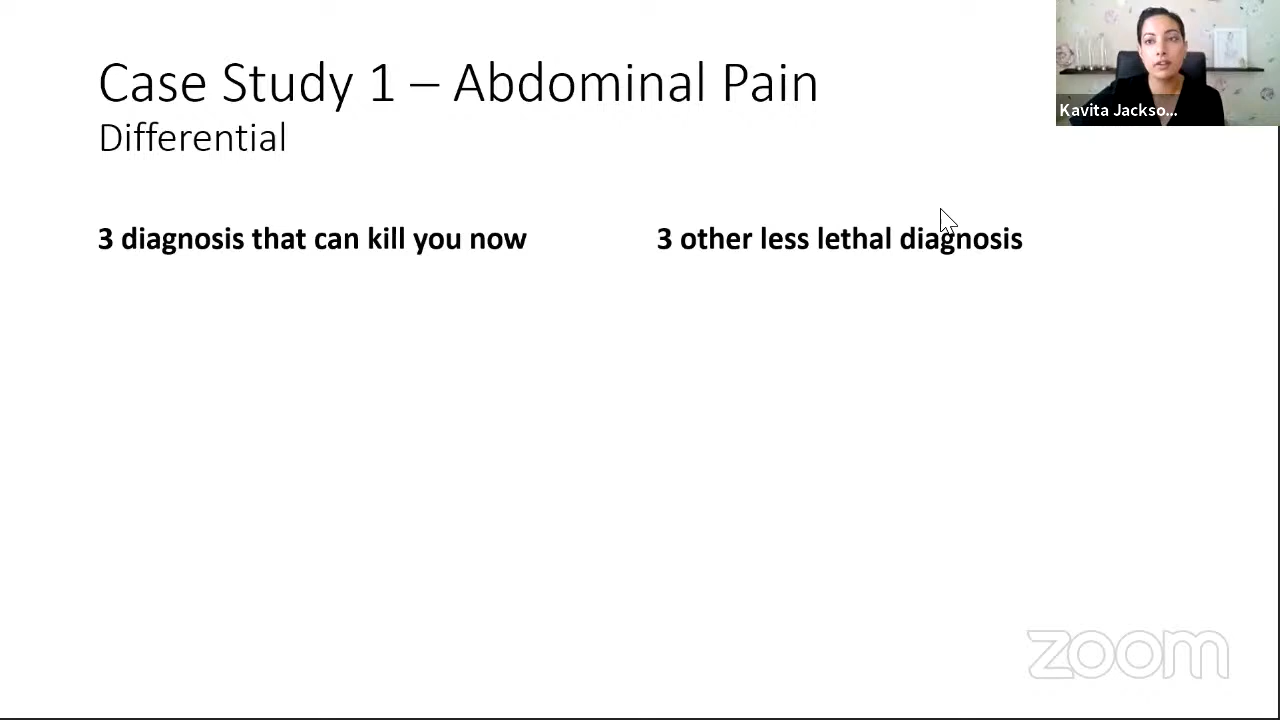 Case Study 1 – Abdominal Pain
Differential
Kavita Jackso...
3 diagnosis that can kill you now
3 other less lethal diagnosis
zoom